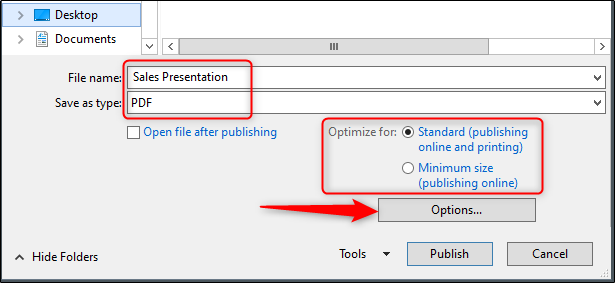 Desktop
Documents
File name: Sales Presentation
Save as type: PDF
Open file after publishing
Optimize for: Standard (publishing
online and printing)
Minimum size
(publishing online)
Options...
Hide Folders
Tools
Publish
Cancel